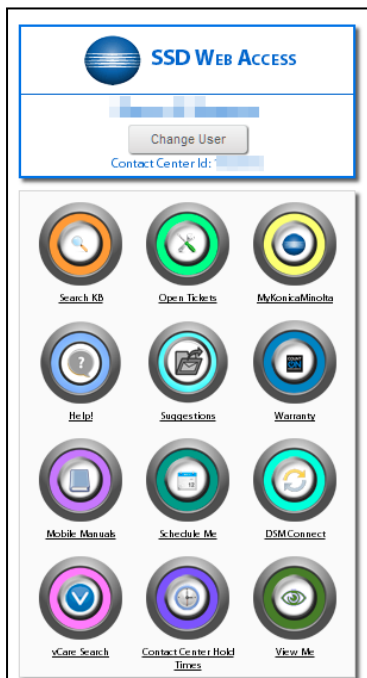 SSD WEB ACCESS
Change User
Contact Center Id:
Search KB
Open Tickets
MyKonicaMinolta
Help!
Suggestions
Warranty
Mobile Manuals
Schedule Me
DSMConnect
vCare Search
Contact Center Hold
Times
View Me